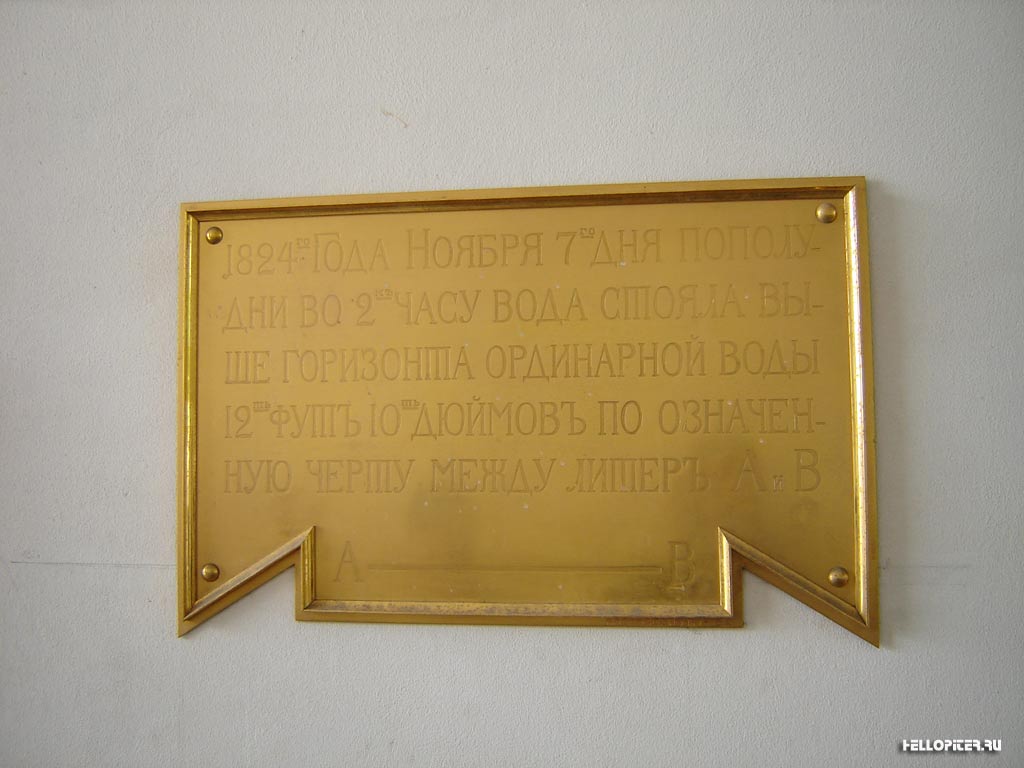 1824го Года Ноября 7го дня пополу-
дни во 2мъ часу вода стояла вы-
ше горизонта ординарной воды
12ть футъ 10ть дюймовъ по означен-
ную черту между литеръ А и В
А В
HELLOPITER.RU